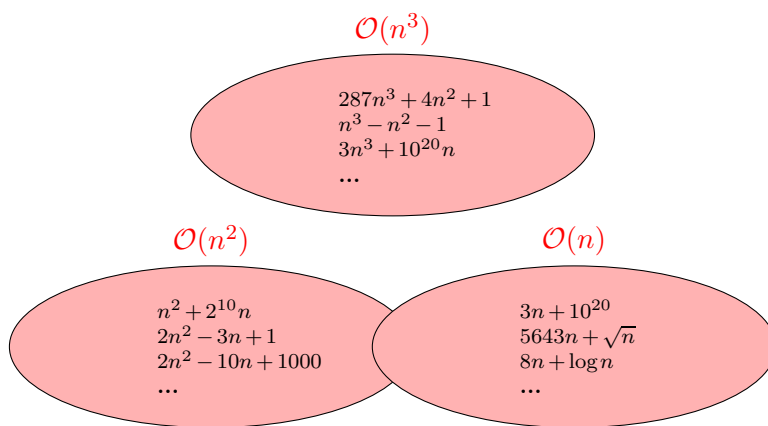 𝒪(n³)
287n³ + 4n² + 1
n³ − n² − 1
3n³ + 10²⁰n
...
𝒪(n²)
n² + 2¹⁰n
2n² − 3n + 1
2n² − 10n + 1000
...
𝒪(n)
3n + 10²⁰
5643n + √n
8n + log n
...